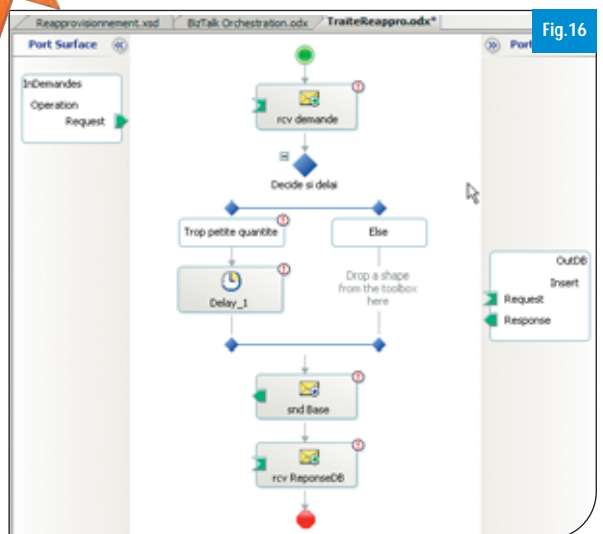 Reapprovisionnement.xsd
BizTalk Orchestration.odx
TraiteReappro.odx*
Fig.16
Port Surface
Port
InDemandes
Operation
Request
rcv demande
Decide si delai
Trop petite quantite
Else
Delay_1
Drop a shape
from the toolbox
here
OutDB
Insert
Request
Response
snd Base
rcv ReponseDB